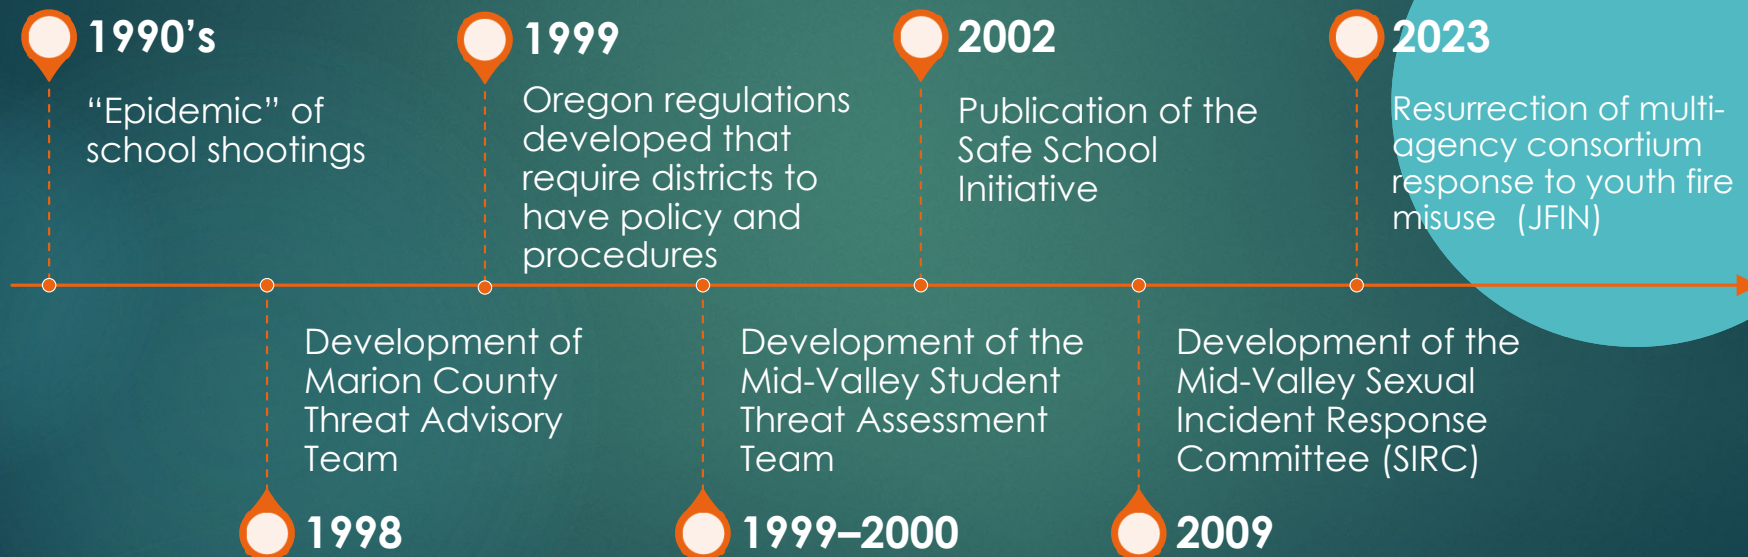 1990’s
“Epidemic” of
school shootings
1998
Development of
Marion County
Threat Advisory
Team
1999
Oregon regulations
developed that
require districts to
have policy and
procedures
1999–2000
Development of the
Mid-Valley Student
Threat Assessment
Team
2002
Publication of the
Safe School
Initiative
2009
Development of the
Mid-Valley Sexual
Incident Response
Committee (SIRC)
2023
Resurrection of multi-
agency consortium
response to youth fire
misuse  (JFIN)